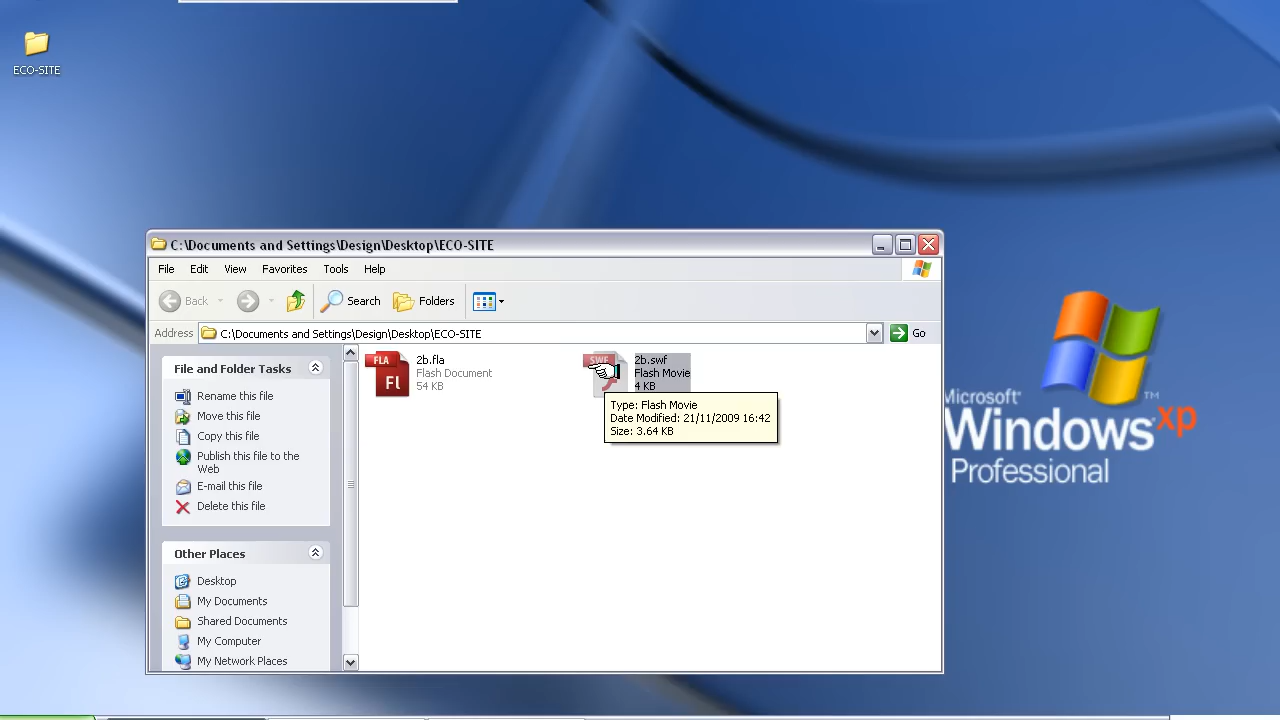 ECO-SITE
C:\Documents and Settings\Design\Desktop\ECO-SITE
File Edit View Favorites Tools Help
Back Search Folders
Address C:\Documents and Settings\Design\Desktop\ECO-SITE Go
File and Folder Tasks
Rename this file
Move this file
Copy this file
Publish this file to the
Web
E-mail this file
Delete this file
Other Places
Desktop
My Documents
Shared Documents
My Computer
My Network Places
FLA
Fl
2b.fla
Flash Document
54 KB
SWF
2b.swf
Flash Movie
4 KB
Type: Flash Movie
Date Modified: 21/11/2009 16:42
Size: 3.64 KB
Microsoft
Windows xp
Professional
TM